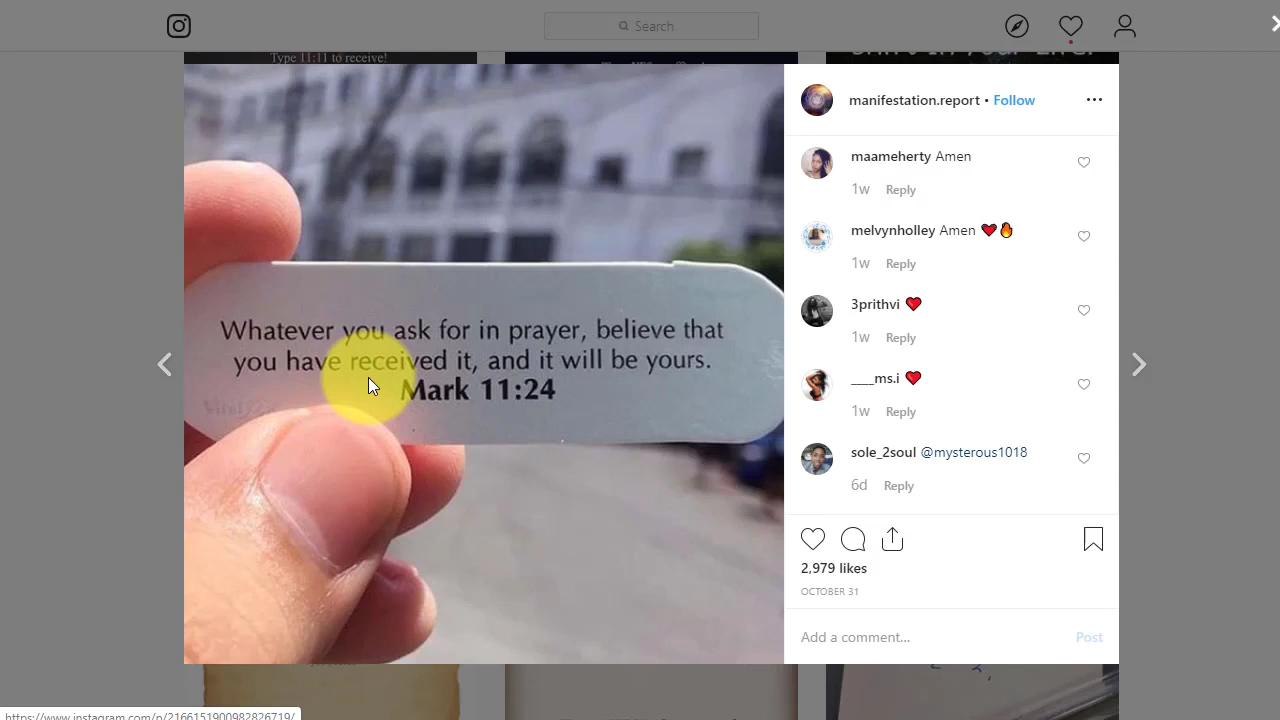 Search
Type 11:11 to receive!
manifestation.report • Follow
Whatever you ask for in prayer, believe that
you have received it, and it will be yours.
Mark 11:24
maameherty Amen
1w Reply
melvynholley Amen ❤️🔥
1w Reply
3prithvi ❤️
1w Reply
____ms.i ❤️
1w Reply
sole_2soul @mysterous1018
6d Reply
2,979 likes
OCTOBER 31
Add a comment... Post
https://www.instagram.com/p/2166151900982826719/